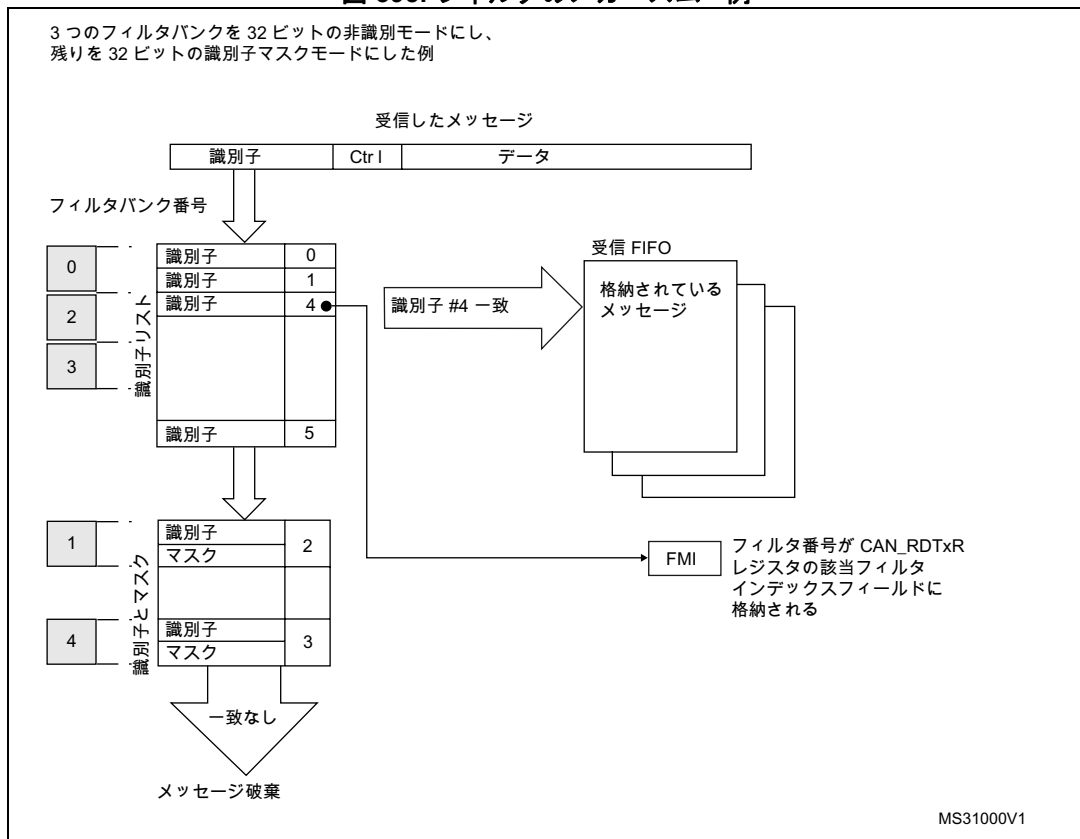 3 つのフィルタバンクを 32 ビットの非識別モードにし、
残りを 32 ビットの識別子マスクモードにした例
受信したメッセージ
識別子 Ctrl データ
フィルタバンク番号
0
2
3
識別子リスト
識別子 0
識別子 1
識別子 4
識別子 5
識別子 #4 一致
受信 FIFO
格納されている
メッセージ
1
4
識別子とマスク
識別子
マスク
2
識別子
マスク
3
FMI
フィルタ番号が CAN_RDTxR
レジスタの該当フィルタ
インデックスフィールドに
格納される
一致なし
メッセージ破棄
MS31000V1